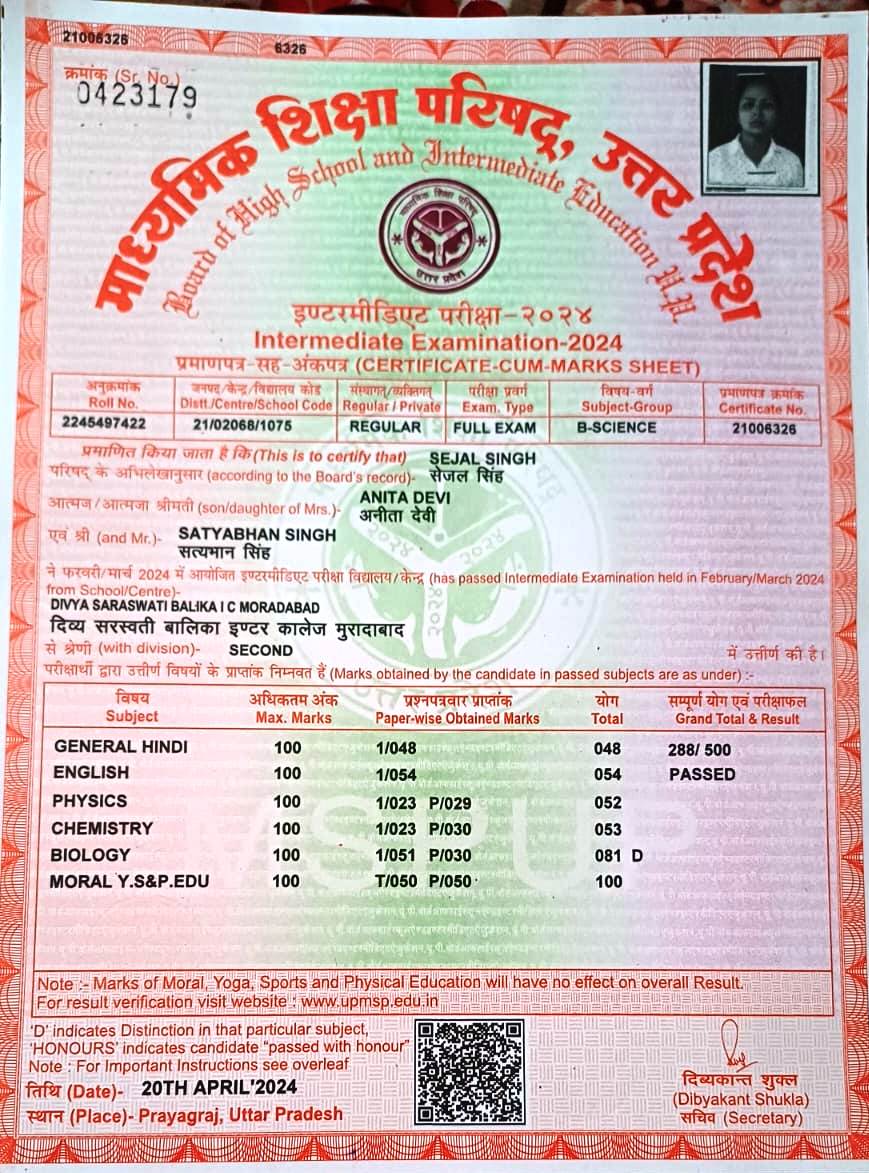 21006326
6326
क्रमांक (Sr. No.)
0423179
माध्यमिक शिक्षा परिषद्, उत्तर प्रदेश
Board of High School and Intermediate Education U.P.
माध्यमिक शिक्षा परिषद्
उत्तर प्रदेश
इण्टरमीडिएट परीक्षा-२०२४
Intermediate Examination-2024
प्रमाणपत्र-सह-अंकपत्र (CERTIFICATE-CUM-MARKS SHEET)
अनुक्रमांक जनपद/केन्द्र/विद्यालय कोड संस्थागत/व्यक्तिगत परीक्षा प्रवर्ग विषय-वर्ग प्रमाणपत्र क्रमांक
Roll No. Distt./Centre/School Code Regular / Private Exam. Type Subject-Group Certificate No.
2245497422 21/02068/1075 REGULAR FULL EXAM B-SCIENCE 21006326
प्रमाणित किया जाता है कि (This is to certify that) SEJAL SINGH
परिषद् के अभिलेखानुसार (according to the Board's record)- सेजल सिंह
आत्मज/आत्मजा श्रीमती (son/daughter of Mrs.)- ANITA DEVI
अनीता देवी
एवं श्री (and Mr.)- SATYABHAN SINGH
सत्यभान सिंह
ने फरवरी/मार्च 2024 में आयोजित इण्टरमीडिएट परीक्षा विद्यालय/केन्द्र (has passed Intermediate Examination held in February/March 2024
from School/Centre)-
DIVYA SARASWATI BALIKA I C MORADABAD
दिव्य सरस्वती बालिका इण्टर कालेज मुरादाबाद
से श्रेणी (with division)- SECOND में उत्तीर्ण की है।
परीक्षार्थी द्वारा उत्तीर्ण विषयों के प्राप्तांक निम्नवत हैं (Marks obtained by the candidate in passed subjects are as under) :-
विषय अधिकतम अंक प्रश्नपत्रवार प्राप्तांक योग सम्पूर्ण योग एवं परीक्षाफल
Subject Max. Marks Paper-wise Obtained Marks Total Grand Total & Result
GENERAL HINDI 100 1/048 048 288/ 500
ENGLISH 100 1/054 054 PASSED
PHYSICS 100 1/023 P/029 052
CHEMISTRY 100 1/023 P/030 053
BIOLOGY 100 1/051 P/030 081 D
MORAL Y.S&P.EDU 100 T/050 P/050 100
MSPUP
Note :- Marks of Moral, Yoga, Sports and Physical Education will have no effect on overall Result.
For result verification visit website : www.upmsp.edu.in
'D' indicates Distinction in that particular subject,
'HONOURS' indicates candidate "passed with honour"
Note : For Important Instructions see overleaf
तिथि (Date)- 20TH APRIL'2024
स्थान (Place)- Prayagraj, Uttar Pradesh
दिव्यकान्त शुक्ल
(Dibyakant Shukla)
सचिव (Secretary)